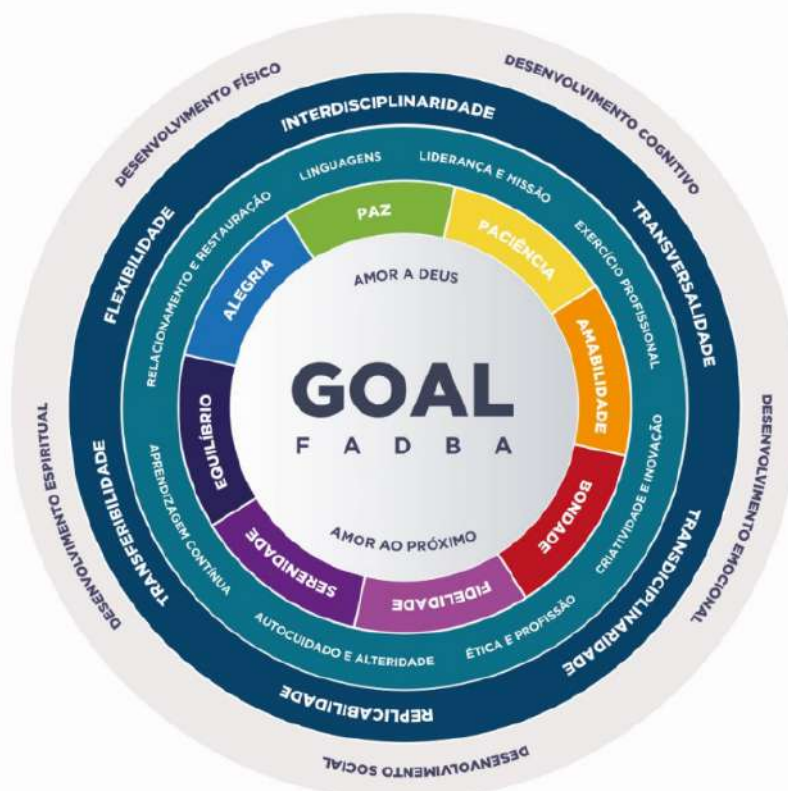 DESENVOLVIMENTO FÍSICO
DESENVOLVIMENTO COGNITIVO
DESENVOLVIMENTO EMOCIONAL
DESENVOLVIMENTO SOCIAL
DESENVOLVIMENTO ESPIRITUAL
INTERDISCIPLINARIDADE
TRANSVERSALIDADE
TRANSDICIPLINARIDADE
REPLICABILIDADE
TRANSFERIBILIDADE
FLEXIBILIDADE
LINGUAGENS
LIDERANÇA E MISSÃO
EXERCÍCIO PROFISSIONAL
CRIATIVIDADE E INOVAÇÃO
ÉTICA E PROFISSÃO
AUTOCUIDADO E ALTERIDADE
APRENDIZAGEM CONTÍNUA
RELACIONAMENTO E RESTAURAÇÃO
PAZ
PACIÊNCIA
AMABILIDADE
BONDADE
FIDELIDADE
SERENIDADE
EQUILÍBRIO
ALEGRIA
AMOR A DEUS
GOAL
FADBA
AMOR AO PRÓXIMO